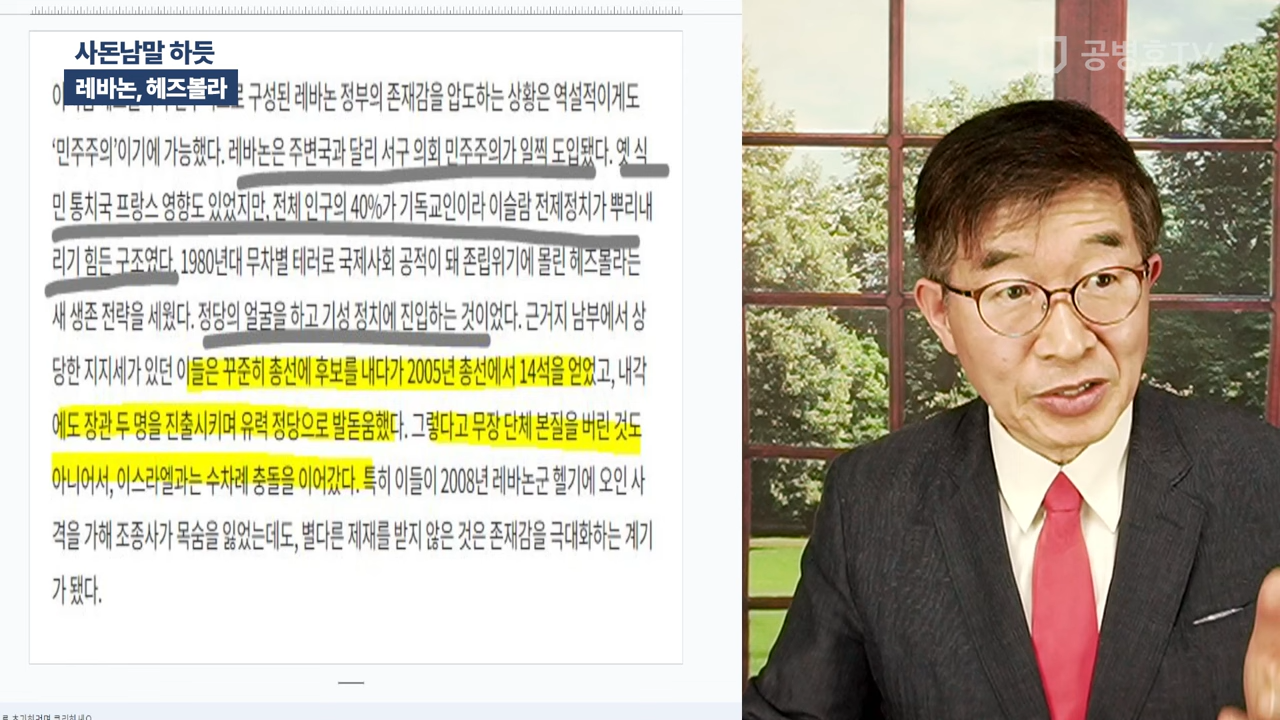 사돈남말 하듯
레바논, 헤즈볼라
공병호TV
구성된 레바논 정부의 존재감을 압도하는 상황은 역설적이게도
‘민주주의’이기에 가능했다. 레바논은 주변국과 달리 서구 의회 민주주의가 일찍 도입됐다. 옛 식
민 통치국 프랑스 영향도 있었지만, 전체 인구의 40%가 기독교인이라 이슬람 전제정치가 뿌리내
리기 힘든 구조였다. 1980년대 무차별 테러로 국제사회 공적이 돼 존립위기에 몰린 헤즈볼라는
새 생존 전략을 세웠다. 정당의 얼굴을 하고 기성 정치에 진입하는 것이었다. 근거지 남부에서 상
당한 지지세가 있던 이들은 꾸준히 총선에 후보를 내다가 2005년 총선에서 14석을 얻었고, 내각
에도 장관 두 명을 진출시키며 유력 정당으로 발돋움했다. 그렇다고 무장 단체 본질을 버린 것도
아니어서, 이스라엘과는 수차례 충돌을 이어갔다. 특히 이들이 2008년 레바논군 헬기에 오인 사
격을 가해 조종사가 목숨을 잃었는데도, 별다른 제재를 받지 않은 것은 존재감을 극대화하는 계기
가 됐다.